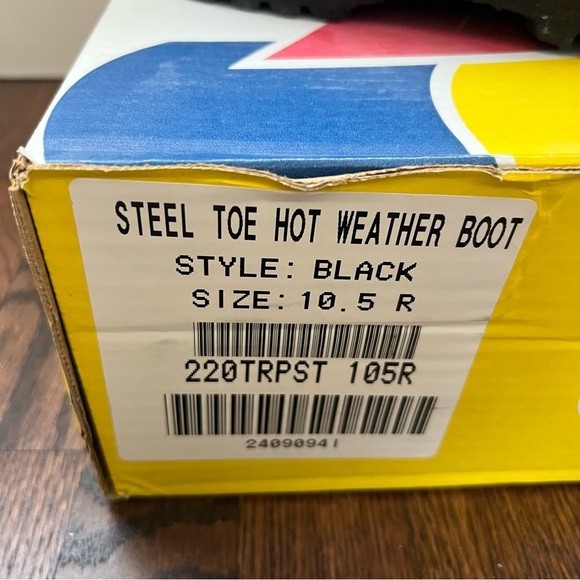 STEEL TOE HOT WEATHER BOOT
STYLE: BLACK
SIZE: 10.5 R
220TRPST 105R
24090941